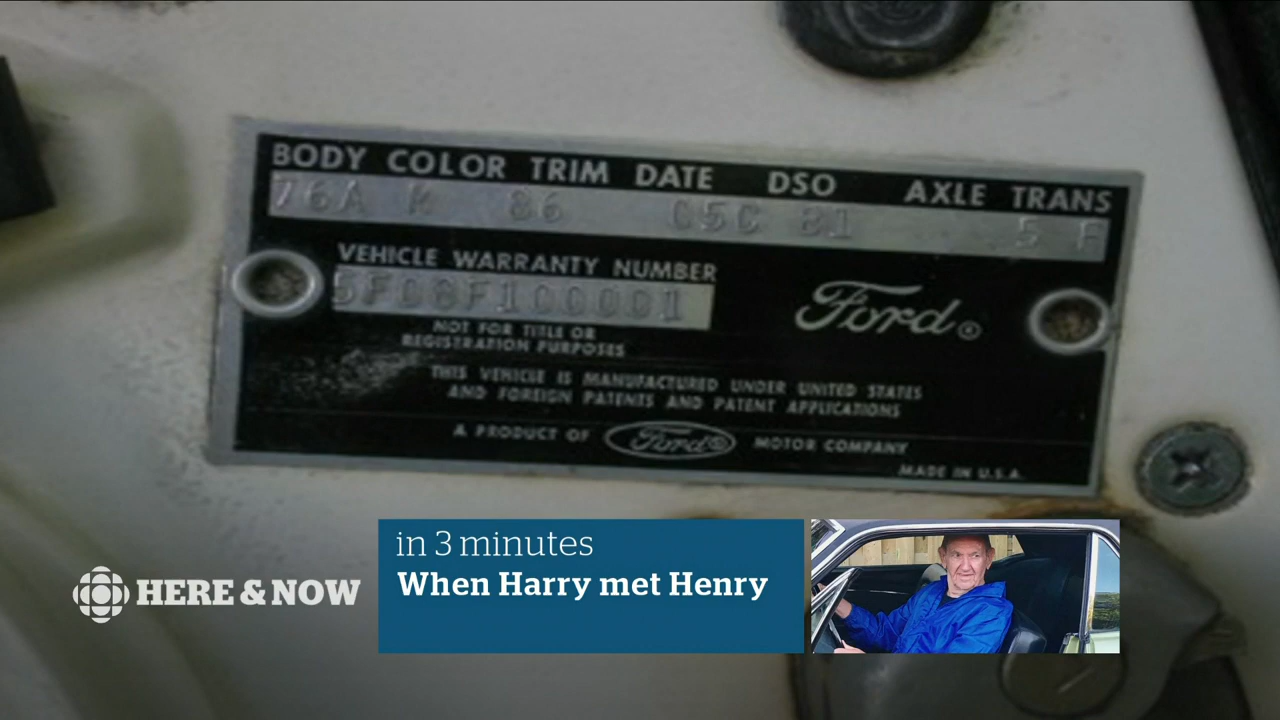 BODY COLOR TRIM DATE DSO AXLE TRANS
76A K 86 05C 81 5 F
VEHICLE WARRANTY NUMBER
5F08F100001
NOT FOR TITLE OR
REGISTRATION PURPOSES
Ford®
THIS VEHICLE IS MANUFACTURED UNDER UNITED STATES
AND FOREIGN PATENTS AND PATENT APPLICATIONS
A PRODUCT OF Ford® MOTOR COMPANY
MADE IN U.S.A.
in 3 minutes
When Harry met Henry
HERE & NOW